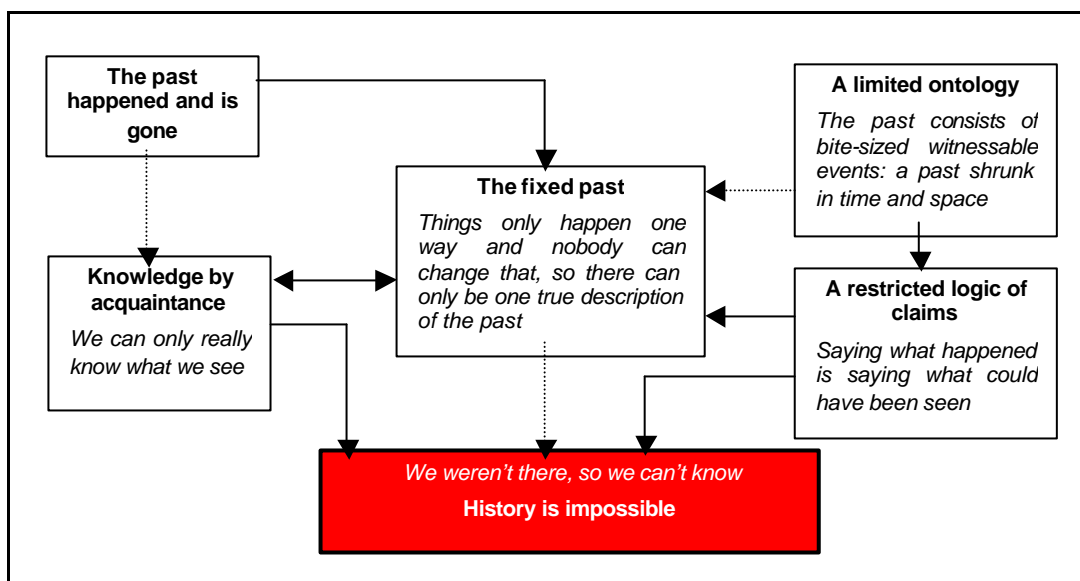 The past
happened and is
gone
A limited ontology
The past consists of
bite-sized witnessable
events: a past shrunk
in time and space
The fixed past
Things only happen one
way and nobody can
change that, so there can
only be one true description
of the past
Knowledge by
acquaintance
We can only really
know what we see
A restricted logic of
claims
Saying what happened
is saying what could
have been seen
We weren't there, so we can't know
History is impossible